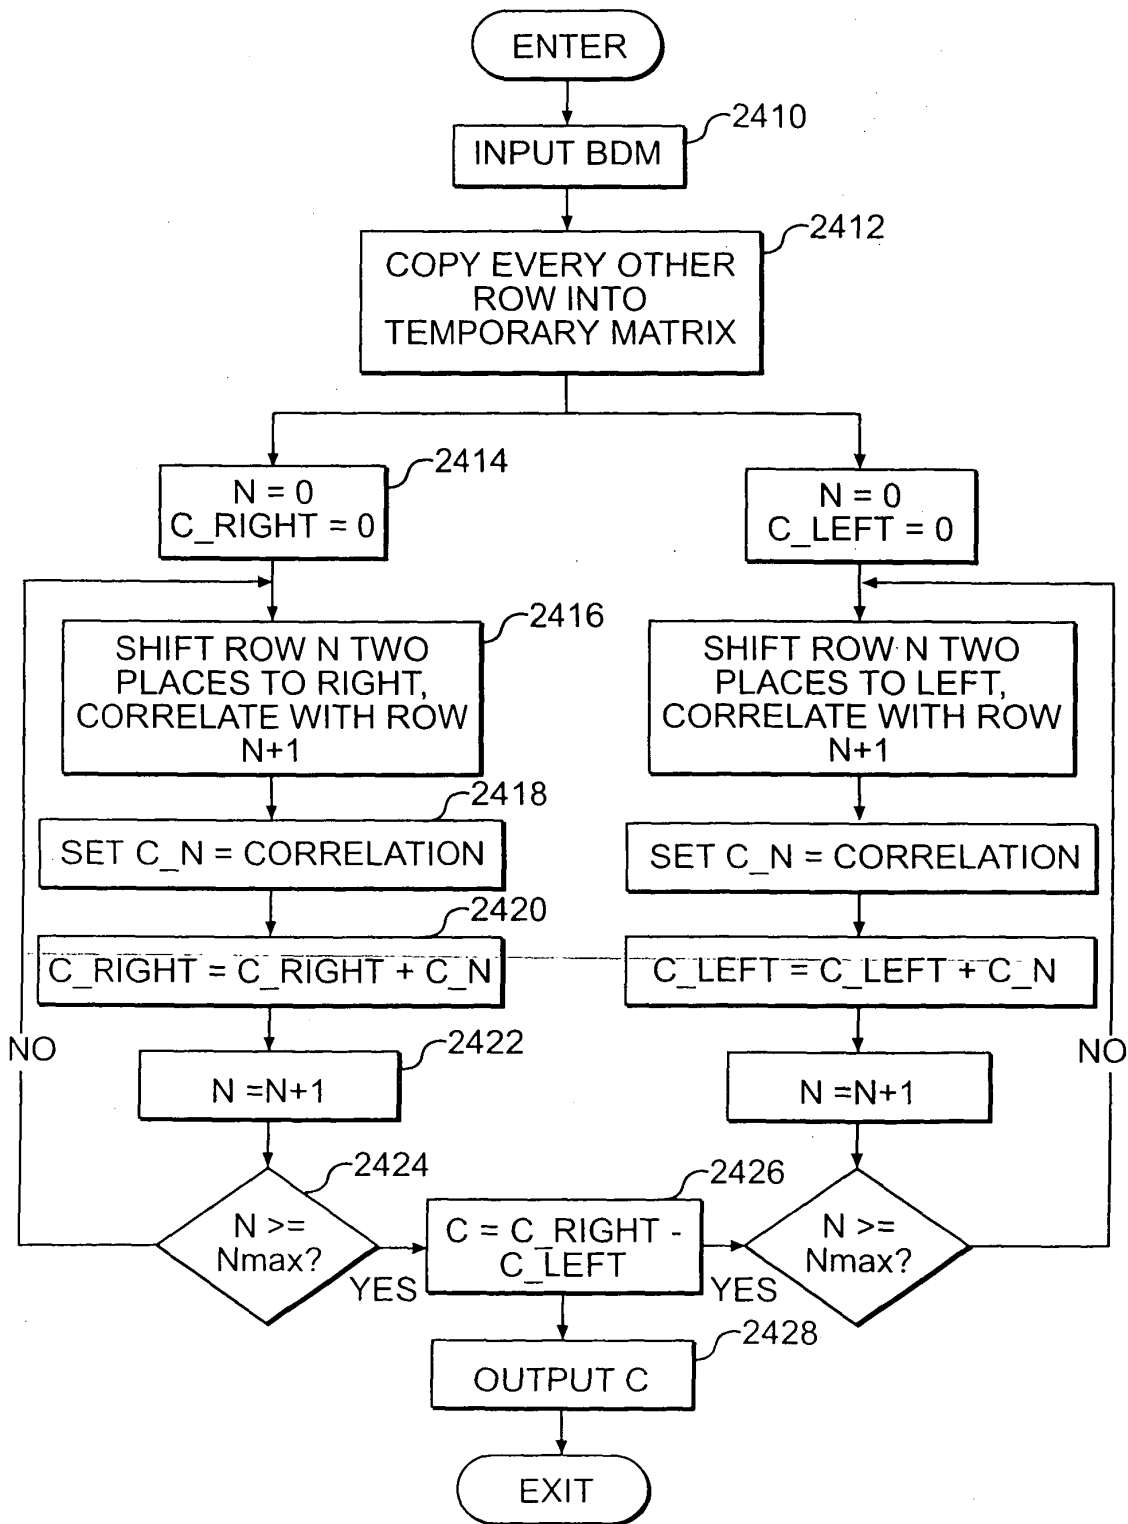 ENTER
2410
INPUT BDM
2412
COPY EVERY OTHER
ROW INTO
TEMPORARY MATRIX
2414
N = 0
C_RIGHT = 0
N = 0
C_LEFT = 0
2416
SHIFT ROW N TWO
PLACES TO RIGHT,
CORRELATE WITH ROW
N+1
SHIFT ROW N TWO
PLACES TO LEFT,
CORRELATE WITH ROW
N+1
2418
SET C_N = CORRELATION
SET C_N = CORRELATION
2420
C_RIGHT = C_RIGHT + C_N
C_LEFT = C_LEFT + C_N
NO
2422
N =N+1
N =N+1
NO
2424
N >=
Nmax?
YES
2426
C = C_RIGHT -
C_LEFT
YES
N >=
Nmax?
2428
OUTPUT C
EXIT